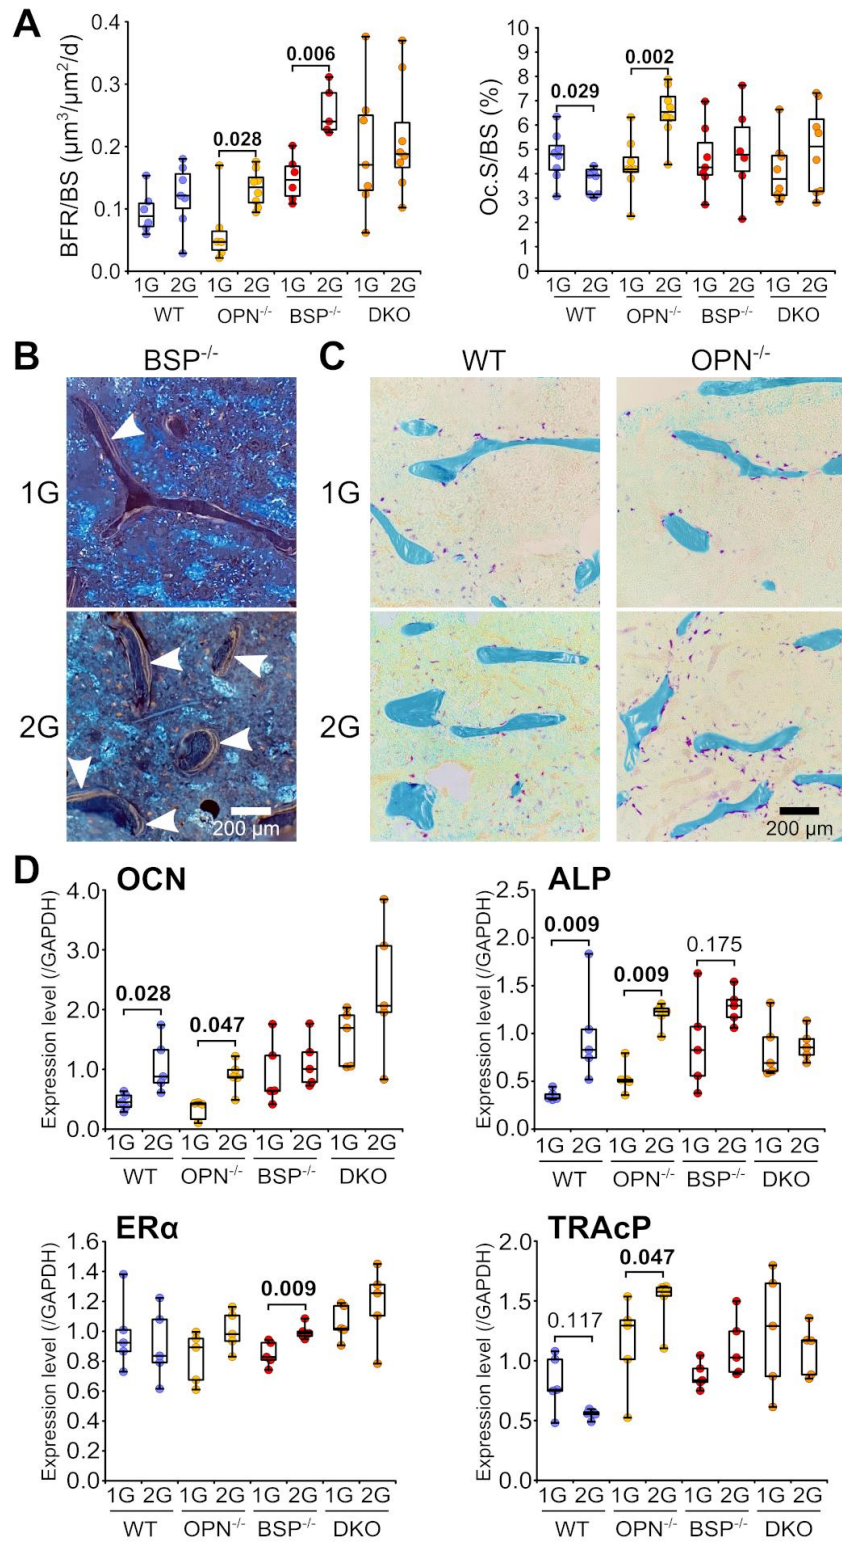 A
BFR/BS (µm³/µm²/d)
0.4
0.3
0.2
0.1
0.0
0.028
0.006
1G 2G 1G 2G 1G 2G 1G 2G
WT OPN⁻/⁻ BSP⁻/⁻ DKO
Oc.S/BS (%)
10
9
8
7
6
5
4
3
2
1
0
0.029
0.002
1G 2G 1G 2G 1G 2G 1G 2G
WT OPN⁻/⁻ BSP⁻/⁻ DKO
B
BSP⁻/⁻
1G
2G
200 µm
C
WT OPN⁻/⁻
1G
2G
200 µm
D
OCN
Expression level (/GAPDH)
4.0
3.0
2.0
1.0
0.0
0.028
0.047
1G 2G 1G 2G 1G 2G 1G 2G
WT OPN⁻/⁻ BSP⁻/⁻ DKO
ALP
Expression level (/GAPDH)
2.5
2.0
1.5
1.0
0.5
0.0
0.009
0.009
0.175
1G 2G 1G 2G 1G 2G 1G 2G
WT OPN⁻/⁻ BSP⁻/⁻ DKO
ERα
Expression level (/GAPDH)
1.6
1.4
1.2
1.0
0.8
0.6
0.4
0.2
0.0
0.009
1G 2G 1G 2G 1G 2G 1G 2G
WT OPN⁻/⁻ BSP⁻/⁻ DKO
TRAcP
Expression level (/GAPDH)
2.0
1.5
1.0
0.5
0.0
0.117
0.047
1G 2G 1G 2G 1G 2G 1G 2G
WT OPN⁻/⁻ BSP⁻/⁻ DKO